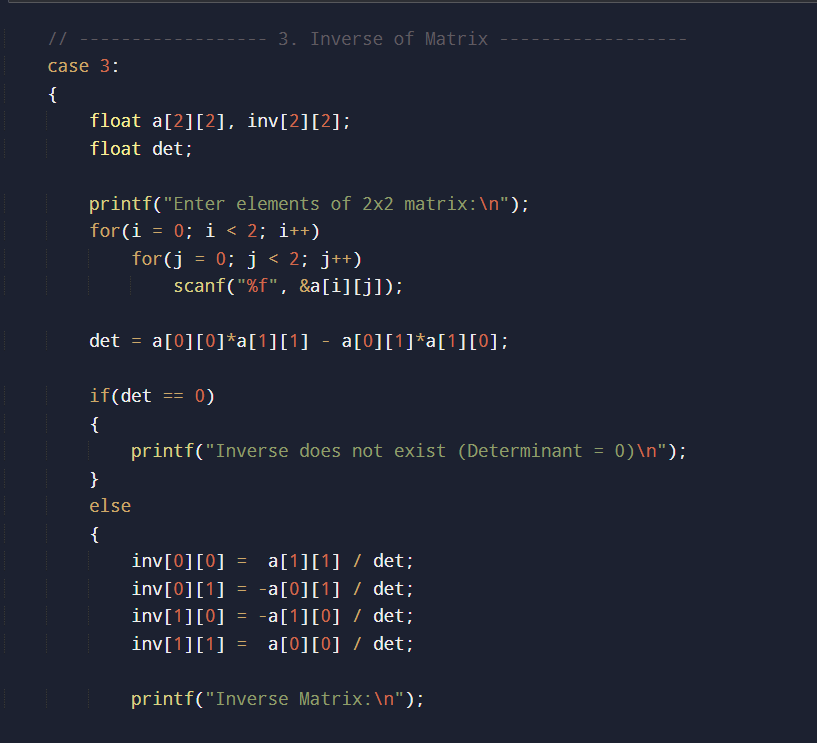 // ------------------ 3. Inverse of Matrix ------------------
case 3:
{
    float a[2][2], inv[2][2];
    float det;

    printf("Enter elements of 2x2 matrix:\n");
    for(i = 0; i < 2; i++)
        for(j = 0; j < 2; j++)
            scanf("%f", &a[i][j]);

    det = a[0][0]*a[1][1] - a[0][1]*a[1][0];

    if(det == 0)
    {
        printf("Inverse does not exist (Determinant = 0)\n");
    }
    else
    {
        inv[0][0] =  a[1][1] / det;
        inv[0][1] = -a[0][1] / det;
        inv[1][0] = -a[1][0] / det;
        inv[1][1] =  a[0][0] / det;

        printf("Inverse Matrix:\n");